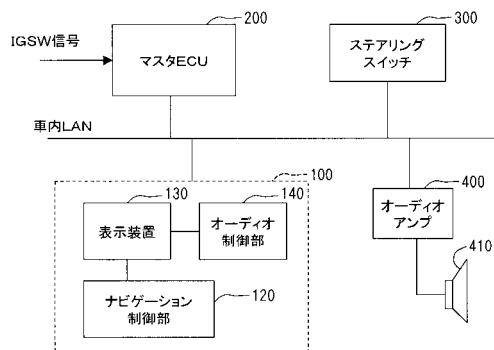 200
300
IGSW信号
マスタECU
ステアリング
スイッチ
車内LAN
100
130
140
400
表示装置
オーディオ
制御部
オーディオ
アンプ
410
ナビゲーション
制御部
120